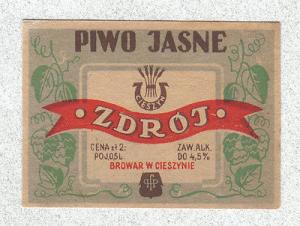 PIWO JASNE
CIESZYN
ZDRÓJ
CENA zł 2:
POJ. 0,5 L.
ZAW. ALK.
DO 4,5%
BROWAR W CIESZYNIE